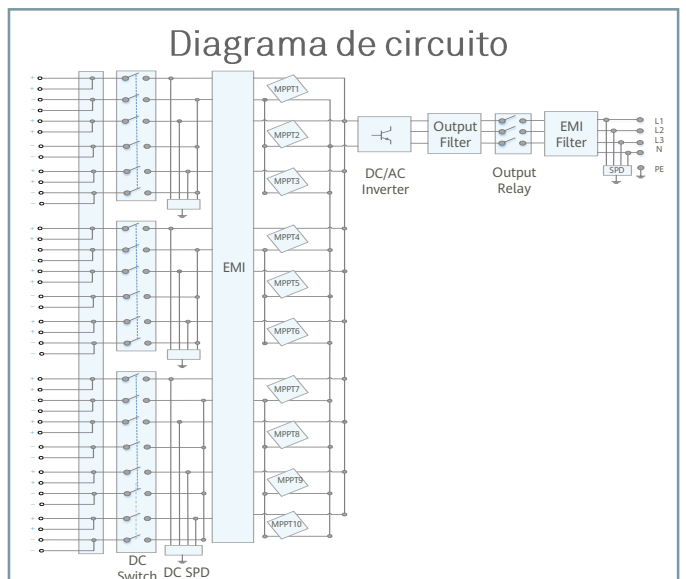 Diagrama de circuito
MPPT1
MPPT2
MPPT3
MPPT4
MPPT5
MPPT6
MPPT7
MPPT8
MPPT9
MPPT10
EMI
DC/AC
Inverter
Output
Filter
Output
Relay
EMI
Filter
SPD
L1
L2
L3
N
PE
DC
Switch
DC SPD